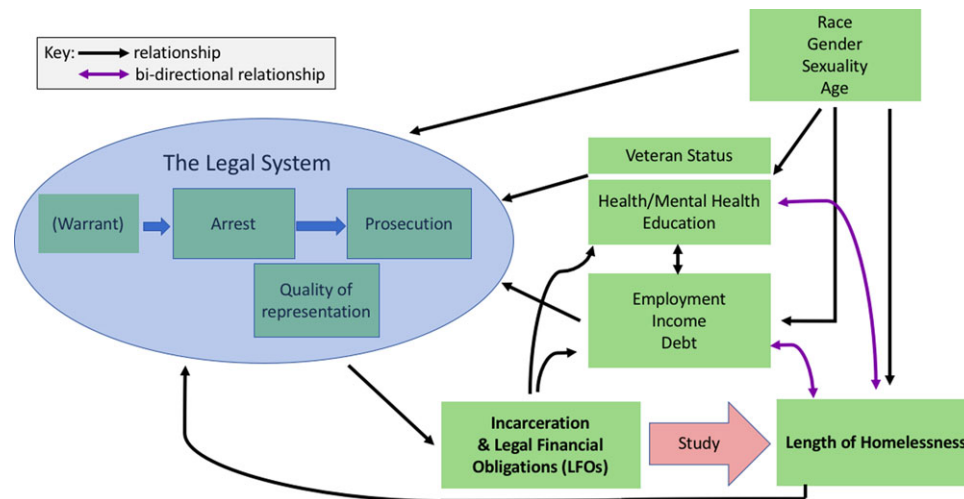 Key:
relationship
bi-directional relationship
Race
Gender
Sexuality
Age
The Legal System
(Warrant)
Arrest
Prosecution
Quality of
representation
Veteran Status
Health/Mental Health
Education
Employment
Income
Debt
Incarceration
& Legal Financial
Obligations (LFOs)
Study
Length of Homelessness